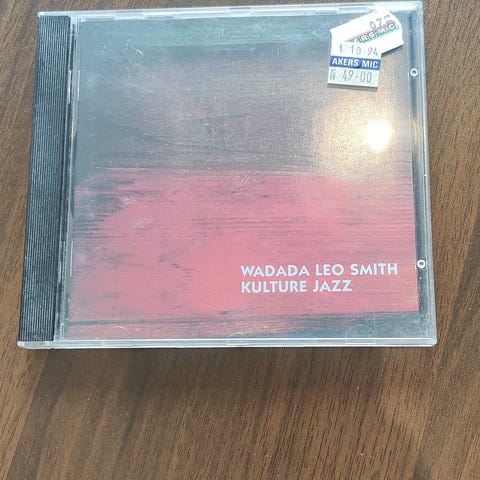 1 10-94
AKERS MIC
49-00
WADADA LEO SMITH
KULTURE JAZZ